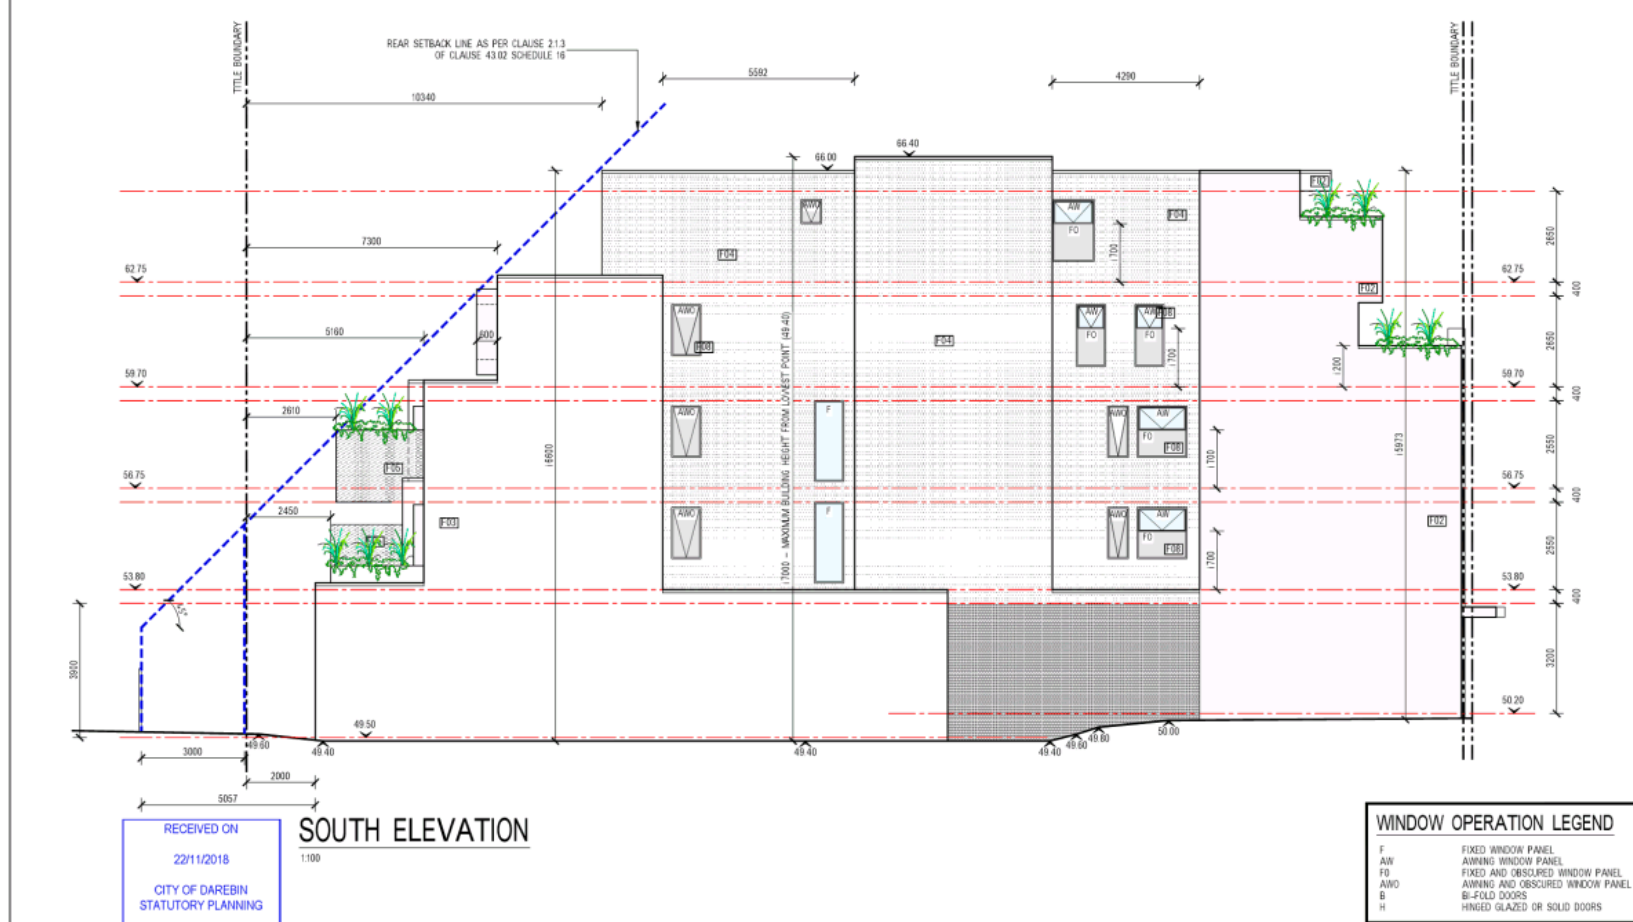 TITLE BOUNDARY
REAR SETBACK LINE AS PER CLAUSE 2.1.3
OF CLAUSE 43.02 SCHEDULE 16
TITLE BOUNDARY
5592
4290
10340
66.40
66.00
F02
AWO
AW
F04
FO
1700
7300
F04
2650
62.75
62.75
F02
400
AWO
AW
AW
F08
FO
FO
5160
600
F08
F04
1700
1200
2650
17000 - MAXIMUM BUILDING HEIGHT FROM LOWEST POINT (49.40)
59.70
59.70
400
2610
AWO
F
AWO
AW
FO
F08
1700
15973
2550
16600
F05
56.75
56.75
400
2450
F03
AWO
F
AWO
AW
FO
F08
F02
1700
2550
53.80
53.80
400
45°
3900
3200
50.20
49.50
49.60
49.40
49.40
49.40
49.60
49.80
50.00
3000
2000
5057
SOUTH ELEVATION
1:100
RECEIVED ON
22/11/2018
CITY OF DAREBIN
STATUTORY PLANNING
WINDOW OPERATION LEGEND
F FIXED WINDOW PANEL
AW AWNING WINDOW PANEL
FO FIXED AND OBSCURED WINDOW PANEL
AWO AWNING AND OBSCURED WINDOW PANEL
B BI-FOLD DOORS
H HINGED GLAZED OR SOLID DOORS